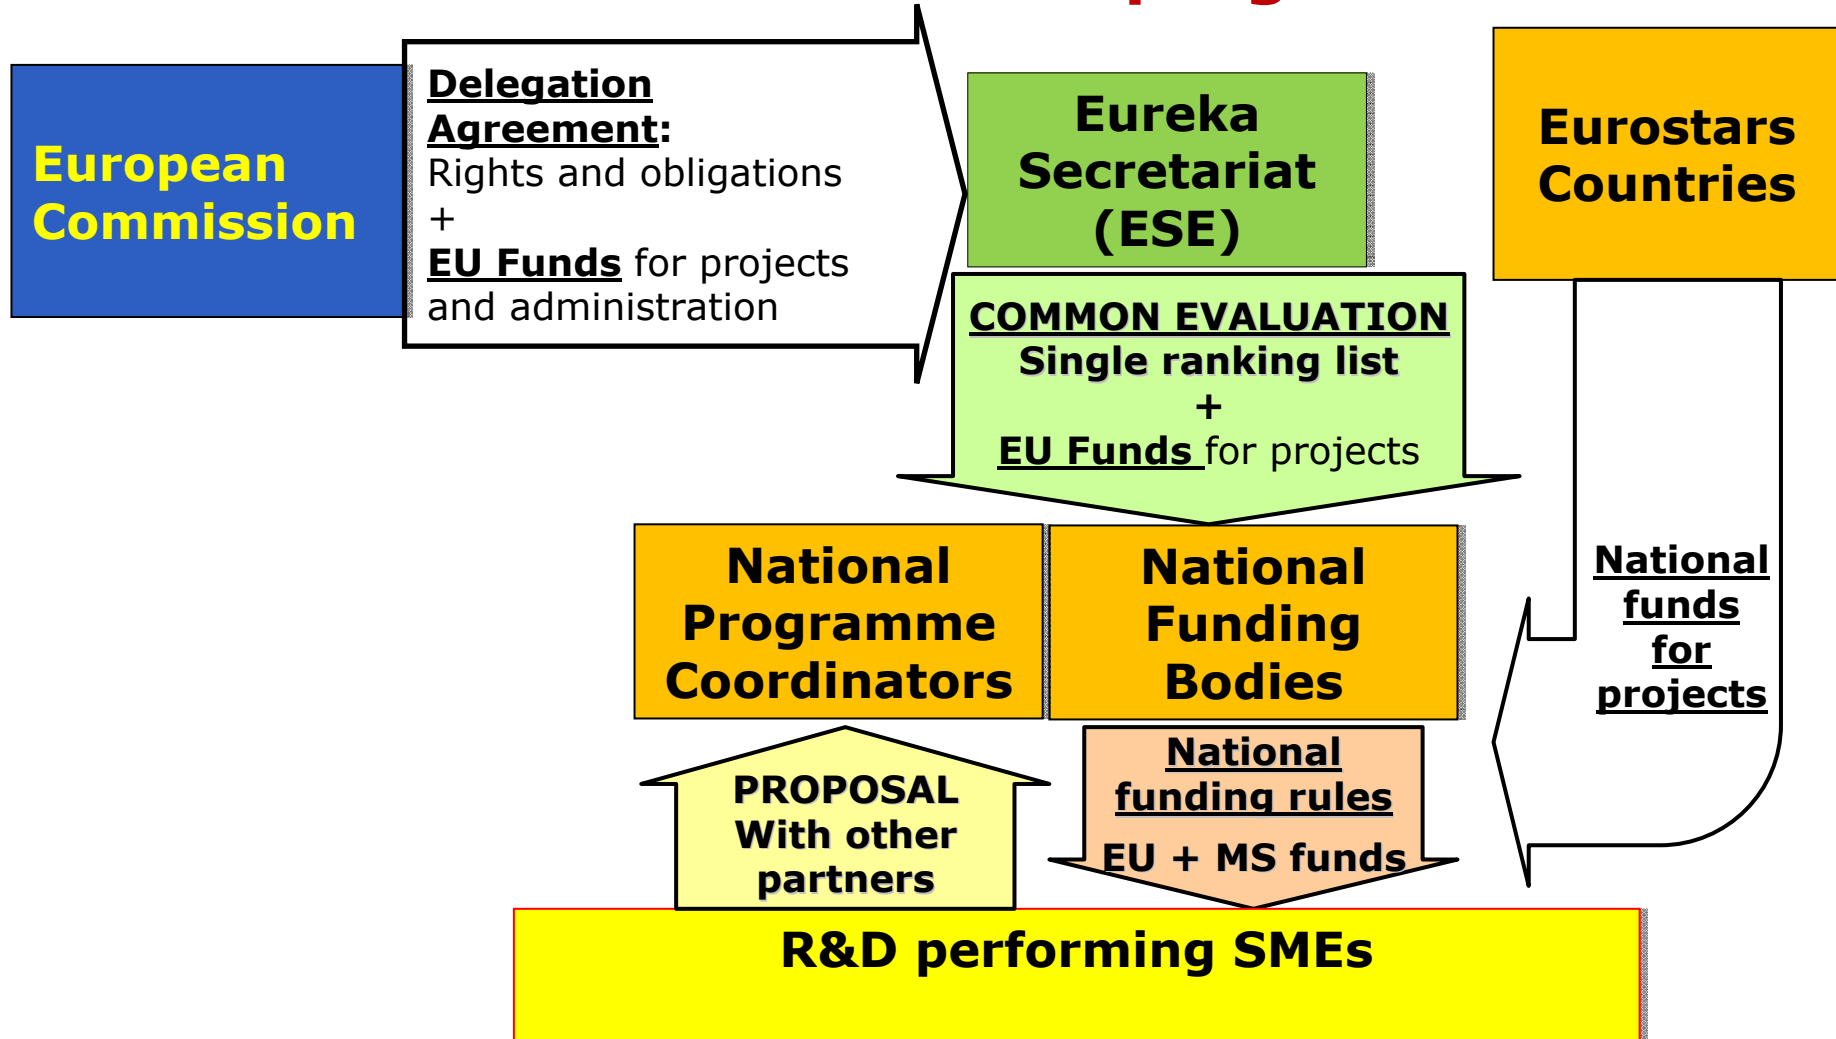 European
Commission
Delegation
Agreement:
Rights and obligations
+
EU Funds for projects
and administration
Eureka
Secretariat
(ESE)
Eurostars
Countries
COMMON EVALUATION
Single ranking list
+
EU Funds for projects
National
Programme
Coordinators
National
Funding
Bodies
National
funds
for
projects
PROPOSAL
With other
partners
National
funding rules
EU + MS funds
R&D performing SMEs